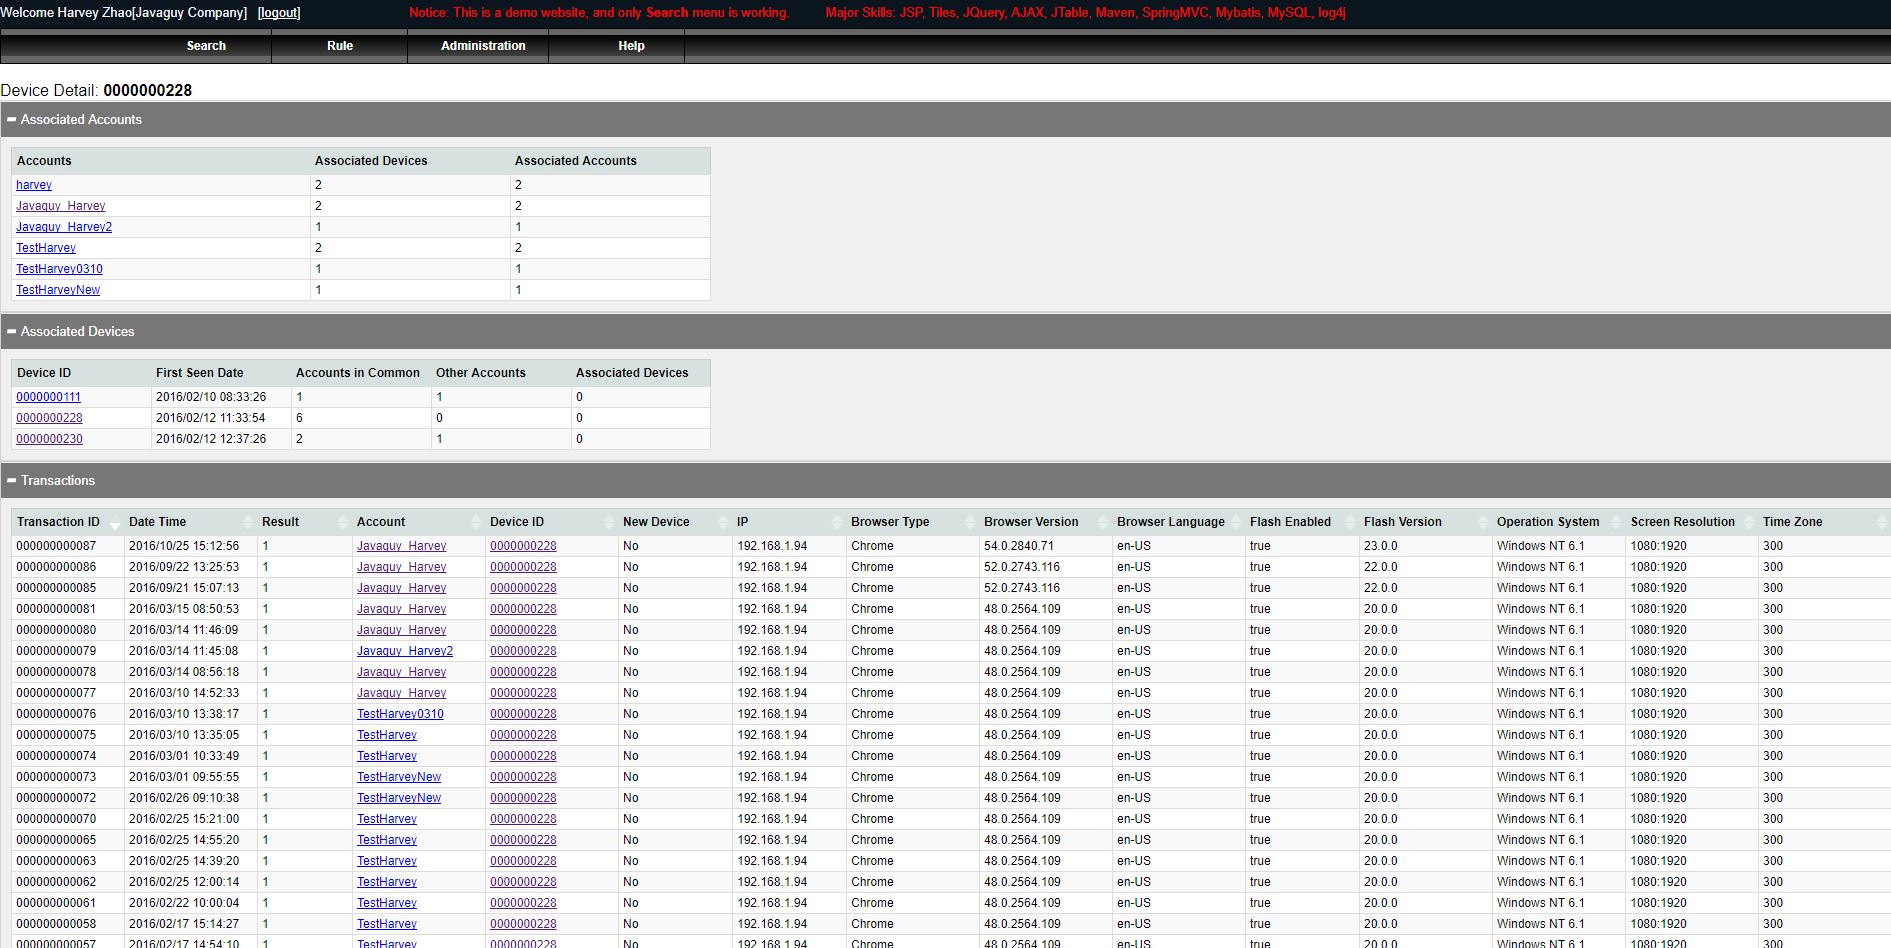 Welcome Harvey Zhao[Javaguy Company] [logout] Notice: This is a demo website, and only Search menu is working. Major Skills: JSP, Tiles, JQuery, AJAX, JTable, Maven, SpringMVC, Mybatis, MySQL, log4j
Search Rule Administration Help
Device Detail: 0000000228
Associated Accounts
Accounts Associated Devices Associated Accounts
harvey 2 2
Javaguy_Harvey 2 2
Javaguy_Harvey2 1 1
TestHarvey 2 2
TestHarvey0310 1 1
TestHarveyNew 1 1
Associated Devices
Device ID First Seen Date Accounts in Common Other Accounts Associated Devices
0000000111 2016/02/10 08:33:26 1 1 0
0000000228 2016/02/12 11:33:54 6 0 0
0000000230 2016/02/12 12:37:26 2 1 0
Transactions
Transaction ID Date Time Result Account Device ID New Device IP Browser Type Browser Version Browser Language Flash Enabled Flash Version Operation System Screen Resolution Time Zone
000000000087 2016/10/25 15:12:56 1 Javaguy_Harvey 0000000228 No 192.168.1.94 Chrome 54.0.2840.71 en-US true 23.0.0 Windows NT 6.1 1080:1920 300
000000000086 2016/09/22 13:25:53 1 Javaguy_Harvey 0000000228 No 192.168.1.94 Chrome 52.0.2743.116 en-US true 22.0.0 Windows NT 6.1 1080:1920 300
000000000085 2016/09/21 15:07:13 1 Javaguy_Harvey 0000000228 No 192.168.1.94 Chrome 52.0.2743.116 en-US true 22.0.0 Windows NT 6.1 1080:1920 300
000000000081 2016/03/15 08:50:53 1 Javaguy_Harvey 0000000228 No 192.168.1.94 Chrome 48.0.2564.109 en-US true 20.0.0 Windows NT 6.1 1080:1920 300
000000000080 2016/03/14 11:46:09 1 Javaguy_Harvey 0000000228 No 192.168.1.94 Chrome 48.0.2564.109 en-US true 20.0.0 Windows NT 6.1 1080:1920 300
000000000079 2016/03/14 11:45:08 1 Javaguy_Harvey2 0000000228 No 192.168.1.94 Chrome 48.0.2564.109 en-US true 20.0.0 Windows NT 6.1 1080:1920 300
000000000078 2016/03/14 08:56:18 1 Javaguy_Harvey 0000000228 No 192.168.1.94 Chrome 48.0.2564.109 en-US true 20.0.0 Windows NT 6.1 1080:1920 300
000000000077 2016/03/10 14:52:33 1 Javaguy_Harvey 0000000228 No 192.168.1.94 Chrome 48.0.2564.109 en-US true 20.0.0 Windows NT 6.1 1080:1920 300
000000000076 2016/03/10 13:38:17 1 TestHarvey0310 0000000228 No 192.168.1.94 Chrome 48.0.2564.109 en-US true 20.0.0 Windows NT 6.1 1080:1920 300
000000000075 2016/03/10 13:35:05 1 TestHarvey 0000000228 No 192.168.1.94 Chrome 48.0.2564.109 en-US true 20.0.0 Windows NT 6.1 1080:1920 300
000000000074 2016/03/01 10:33:49 1 TestHarvey 0000000228 No 192.168.1.94 Chrome 48.0.2564.109 en-US true 20.0.0 Windows NT 6.1 1080:1920 300
000000000073 2016/03/01 09:55:55 1 TestHarveyNew 0000000228 No 192.168.1.94 Chrome 48.0.2564.109 en-US true 20.0.0 Windows NT 6.1 1080:1920 300
000000000072 2016/02/26 09:10:38 1 TestHarveyNew 0000000228 No 192.168.1.94 Chrome 48.0.2564.109 en-US true 20.0.0 Windows NT 6.1 1080:1920 300
000000000070 2016/02/25 15:21:00 1 TestHarvey 0000000228 No 192.168.1.94 Chrome 48.0.2564.109 en-US true 20.0.0 Windows NT 6.1 1080:1920 300
000000000065 2016/02/25 14:55:20 1 TestHarvey 0000000228 No 192.168.1.94 Chrome 48.0.2564.109 en-US true 20.0.0 Windows NT 6.1 1080:1920 300
000000000063 2016/02/25 14:39:20 1 TestHarvey 0000000228 No 192.168.1.94 Chrome 48.0.2564.109 en-US true 20.0.0 Windows NT 6.1 1080:1920 300
000000000062 2016/02/25 12:00:14 1 TestHarvey 0000000228 No 192.168.1.94 Chrome 48.0.2564.109 en-US true 20.0.0 Windows NT 6.1 1080:1920 300
000000000061 2016/02/22 10:00:04 1 TestHarvey 0000000228 No 192.168.1.94 Chrome 48.0.2564.109 en-US true 20.0.0 Windows NT 6.1 1080:1920 300
000000000058 2016/02/17 15:14:27 1 TestHarvey 0000000228 No 192.168.1.94 Chrome 48.0.2564.109 en-US true 20.0.0 Windows NT 6.1 1080:1920 300
000000000057 2016/02/17 14:54:10 1 TestHarvey 0000000228 No 192.168.1.94 Chrome 48.0.2564.109 en-US true 20.0.0 Windows NT 6.1 1080:1920 300